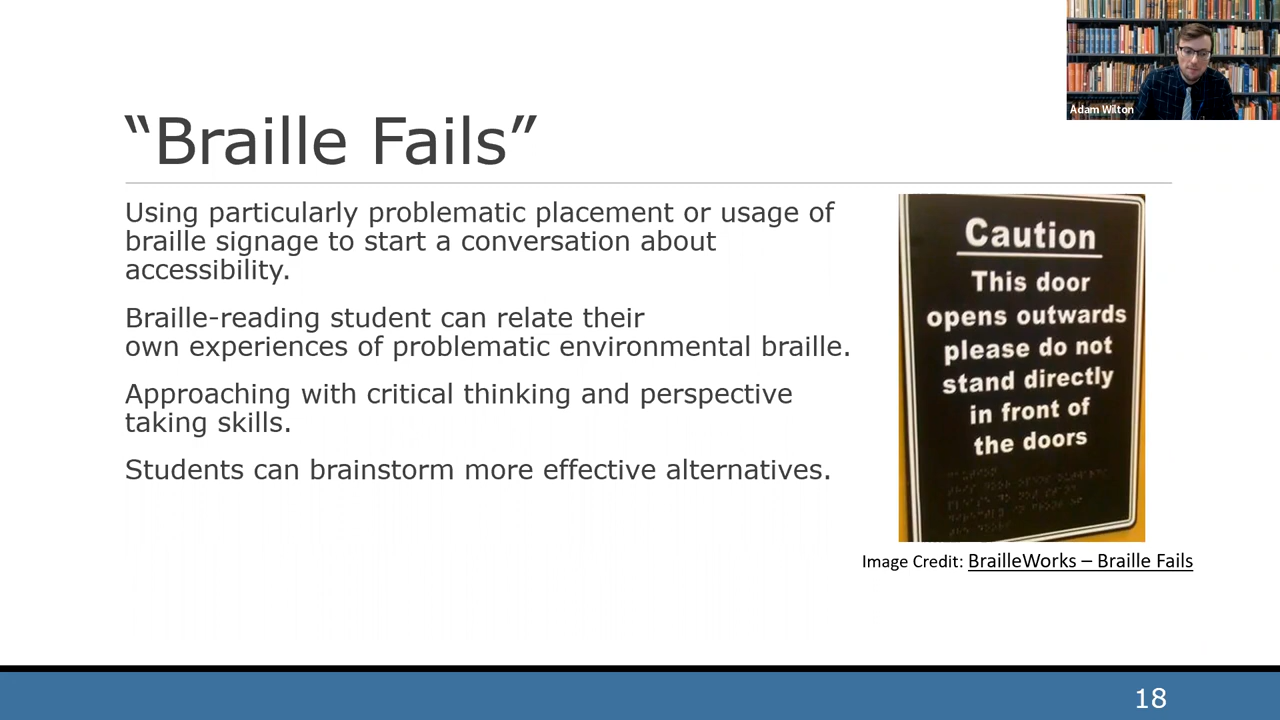 Adam Wilton
“Braille Fails”
Using particularly problematic placement or usage of
braille signage to start a conversation about
accessibility.
Braille-reading student can relate their
own experiences of problematic environmental braille.
Approaching with critical thinking and perspective
taking skills.
Students can brainstorm more effective alternatives.
Caution
This door
opens outwards
please do not
stand directly
in front of
the doors
Image Credit: BrailleWorks – Braille Fails
18